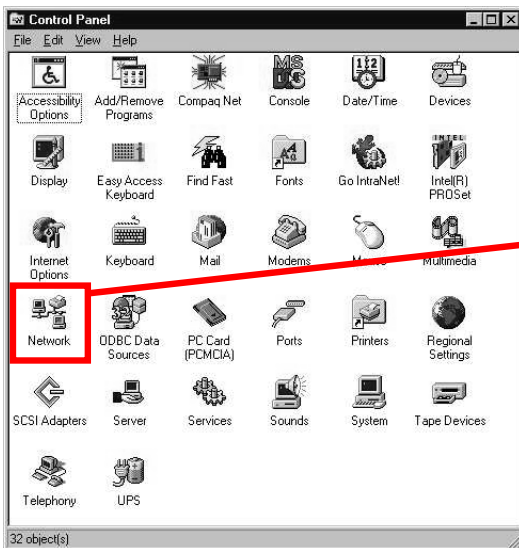 Control Panel
File Edit View Help
Accessibility Options
Add/Remove Programs
Compaq Net
Console
Date/Time
Devices
Display
Easy Access Keyboard
Find Fast
Fonts
Go IntraNet!
Intel(R) PROSet
Internet Options
Keyboard
Mail
Modems
Mouse
Multimedia
Network
ODBC Data Sources
PC Card (PCMCIA)
Ports
Printers
Regional Settings
SCSI Adapters
Server
Services
Sounds
System
Tape Devices
Telephony
UPS
32 object(s)